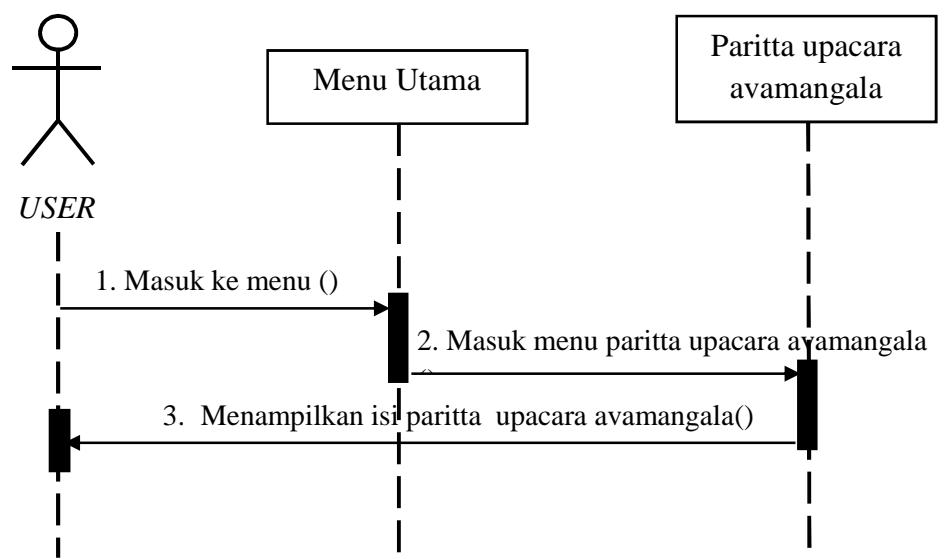 Paritta upacara
avamangala
Menu Utama
USER
1. Masuk ke menu ()
2. Masuk menu paritta upacara avamangala
()
3. Menampilkan isi paritta upacara avamangala()